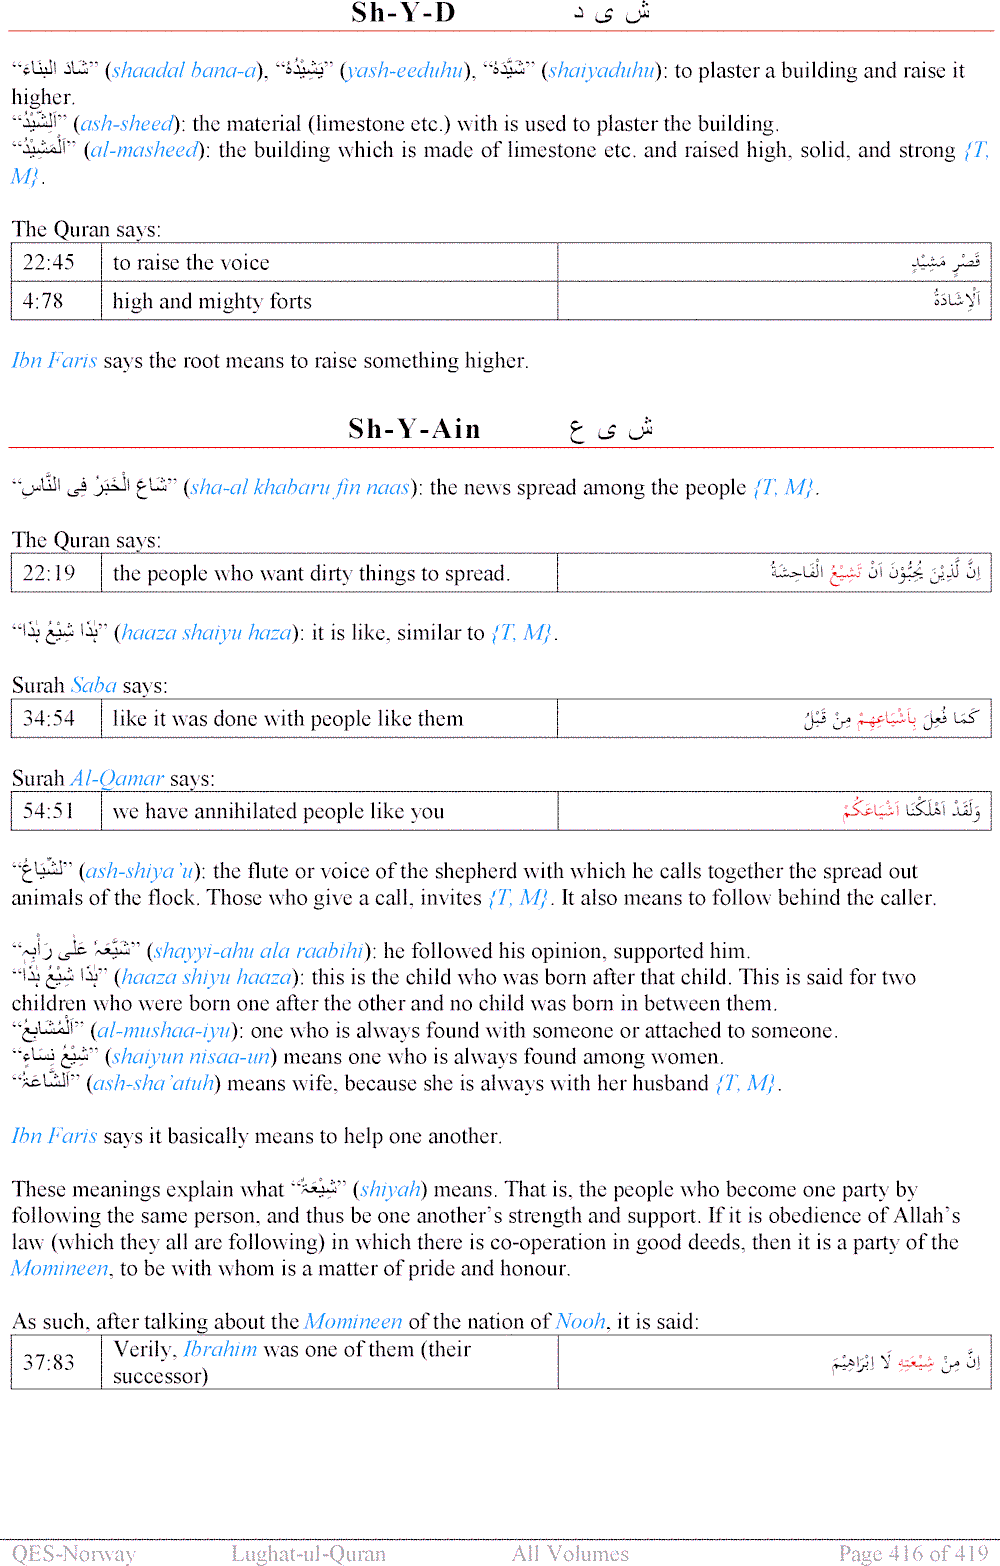 Sh-Y-D ش ی د
“شَادَ الْبِنَاءَ” (shaadal bana-a), “یَشِیْدُہٗ” (yash-eeduhu), “شَیَّدَہٗ” (shaiyaduhu): to plaster a building and raise it
higher.
“اَلشِّیْدُ” (ash-sheed): the material (limestone etc.) with is used to plaster the building.
“اَلْمَشِیْدُ” (al-masheed): the building which is made of limestone etc. and raised high, solid, and strong {T,
M}.
The Quran says:
22:45 to raise the voice قَصْرٍ مَشِيْدٍ
4:78 high and mighty forts اَلْاِشَادَةُ
Ibn Faris says the root means to raise something higher.
Sh-Y-Ain ش ی ع
“شَاعَ الْخَبَرُ فِی النَّاسِ” (sha-al khabaru fin naas): the news spread among the people {T, M}.
The Quran says:
22:19 the people who want dirty things to spread. اِنَّ لَّذِيْنَ يُحِبُّوْنَ اَنْ تَشِيْعُ الْفَاحِشَةُ
“ہٰذَا شِیْعُ ہٰذَا” (haaza shaiyu haza): it is like, similar to {T, M}.
Surah Saba says:
34:54 like it was done with people like them كَمَا فُعِلَ بِاَشْيَاعِهِمْ مِنْ قَبْلُ
Surah Al-Qamar says:
54:51 we have annihilated people like you وَلَقَدْ اَهْلَكْنَا اَشْيَاعَكُمْ
“لشِّیَاعُ” (ash-shiya’u): the flute or voice of the shepherd with which he calls together the spread out
animals of the flock. Those who give a call, invites {T, M}. It also means to follow behind the caller.
“شَیَّعَہٗ عَلٰی رَأْیِہٖ” (shayyi-ahu ala raabihi): he followed his opinion, supported him.
“ہٰذَا شِیْعُ ہٰذَا” (haaza shiyu haaza): this is the child who was born after that child. This is said for two
children who were born one after the other and no child was born in between them.
“اَلْمُشَایِعُ” (al-mushaa-iyu): one who is always found with someone or attached to someone.
“شِیْعُ نِسَاءٍ” (shaiyun nisaa-un) means one who is always found among women.
“اَلشَّاعَۃُ” (ash-sha’atuh) means wife, because she is always with her husband {T, M}.
Ibn Faris says it basically means to help one another.
These meanings explain what “شِیْعَۃٌ” (shiyah) means. That is, the people who become one party by
following the same person, and thus be one another’s strength and support. If it is obedience of Allah’s
law (which they all are following) in which there is co-operation in good deeds, then it is a party of the
Momineen, to be with whom is a matter of pride and honour.
As such, after talking about the Momineen of the nation of Nooh, it is said:
37:83 Verily, Ibrahim was one of them (their اِنَّ مِنْ شِيْعَتِهِ لَا اِبْرَاهِيْمَ
successor)
QES-Norway Lughat-ul-Quran All Volumes Page 416 of 419